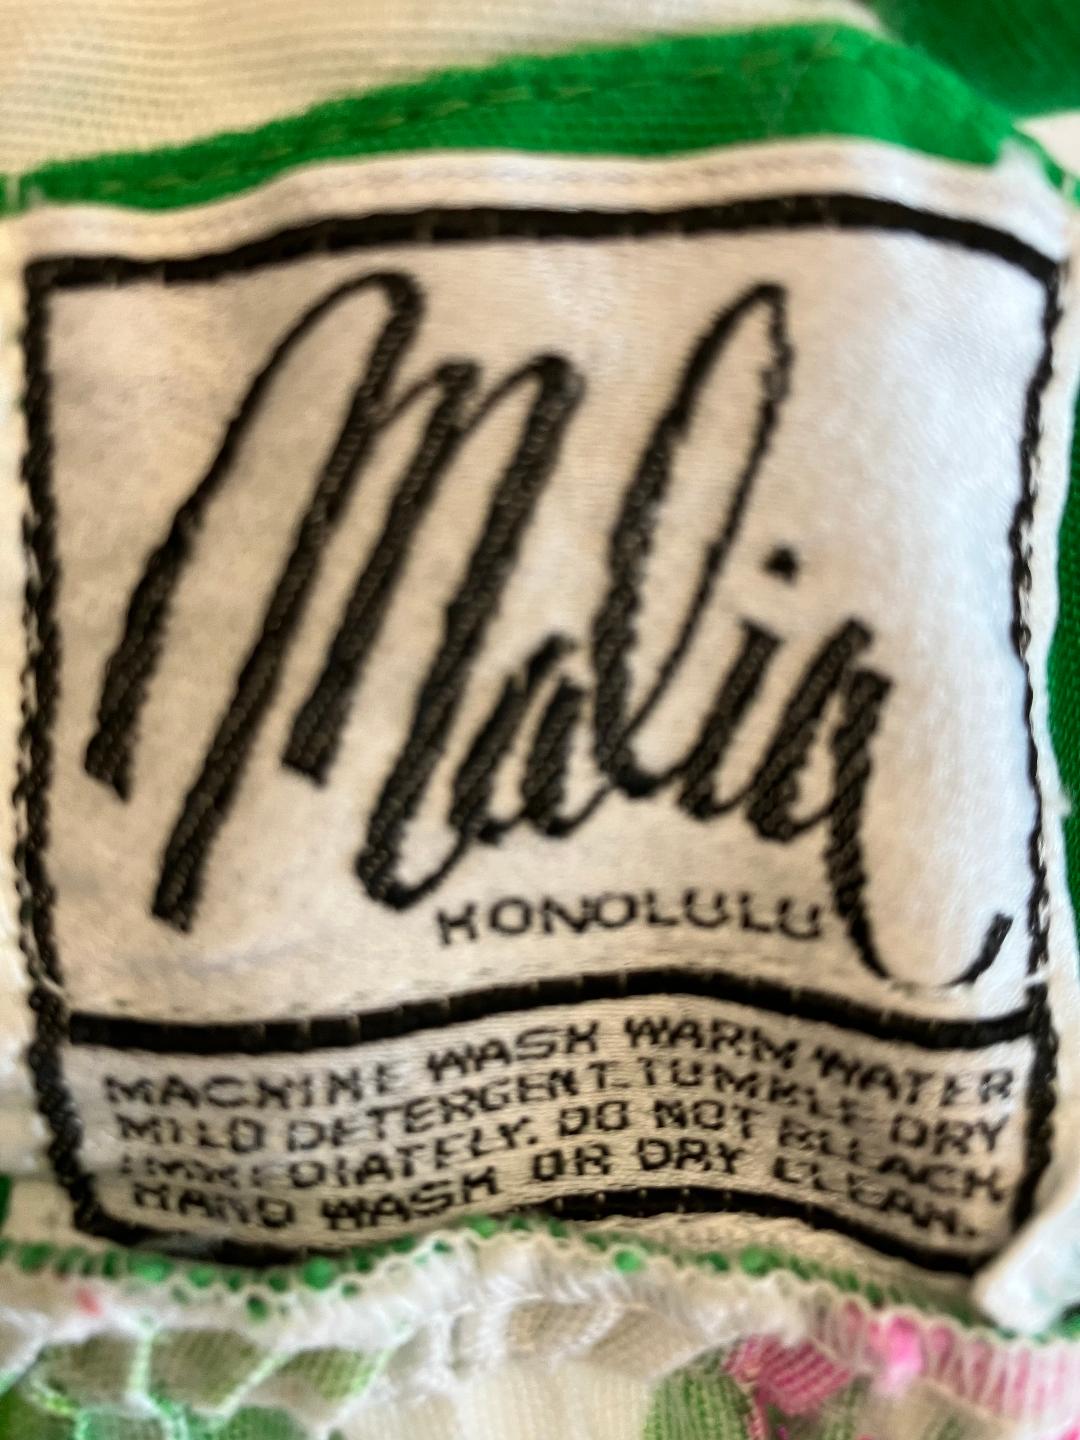 Malia
HONOLULU
MACHINE WASH WARM WATER
MILD DETERGENT. TUMBLE DRY
IMMEDIATELY. DO NOT BLEACH
HAND WASH OR DRY CLEAN.